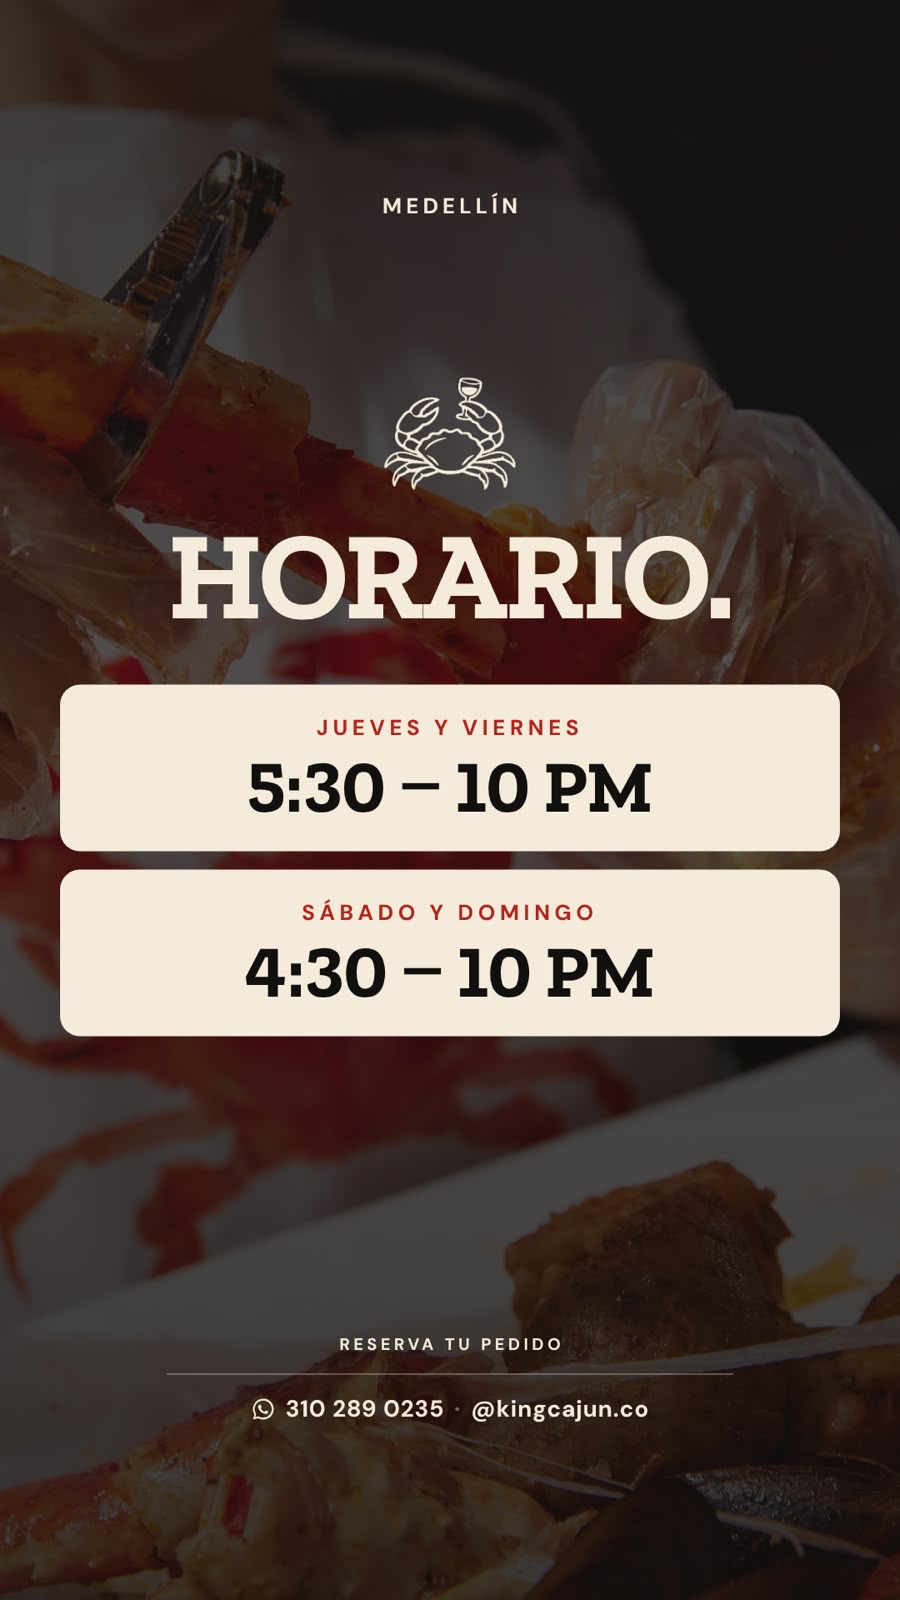 MEDELLÍN
HORARIO.
JUEVES Y VIERNES
5:30 – 10 PM
SÁBADO Y DOMINGO
4:30 – 10 PM
RESERVA TU PEDIDO
310 289 0235 · @kingcajun.co